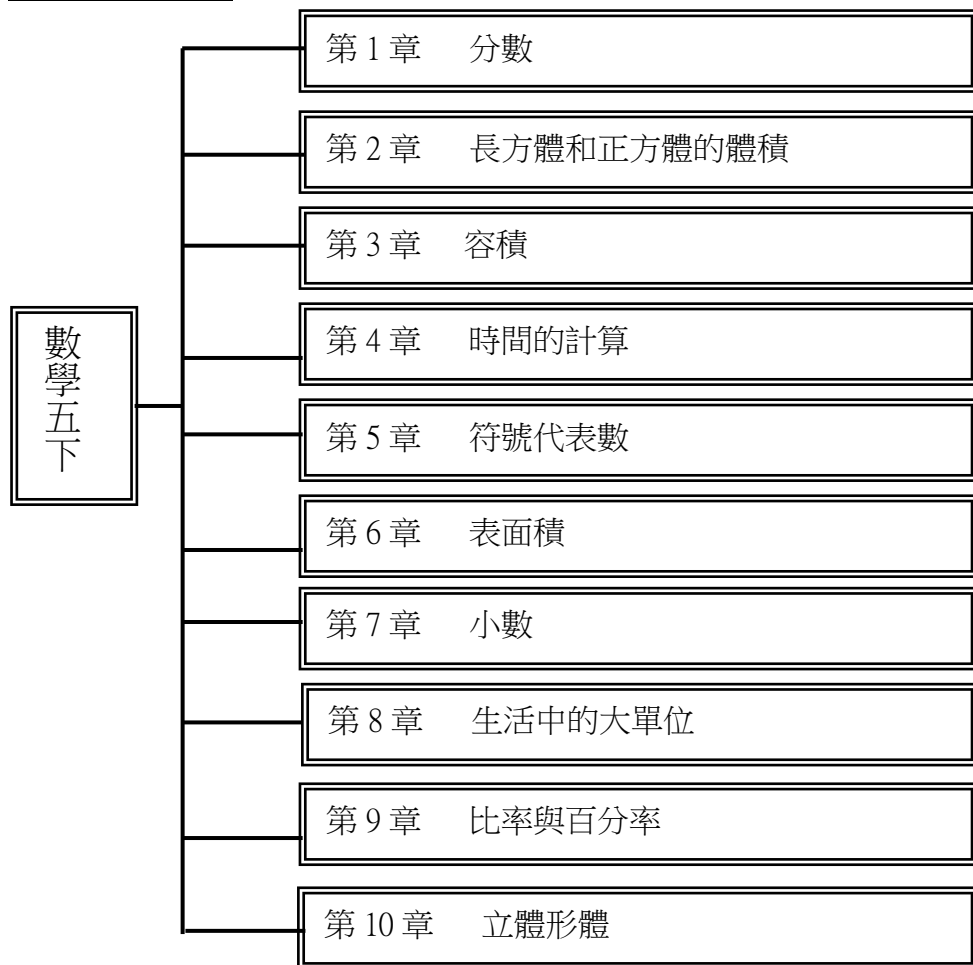 數學五下
第 1 章 分數
第 2 章 長方體和正方體的體積
第 3 章 容積
第 4 章 時間的計算
第 5 章 符號代表數
第 6 章 表面積
第 7 章 小數
第 8 章 生活中的大單位
第 9 章 比率與百分率
第 10 章 立體形體